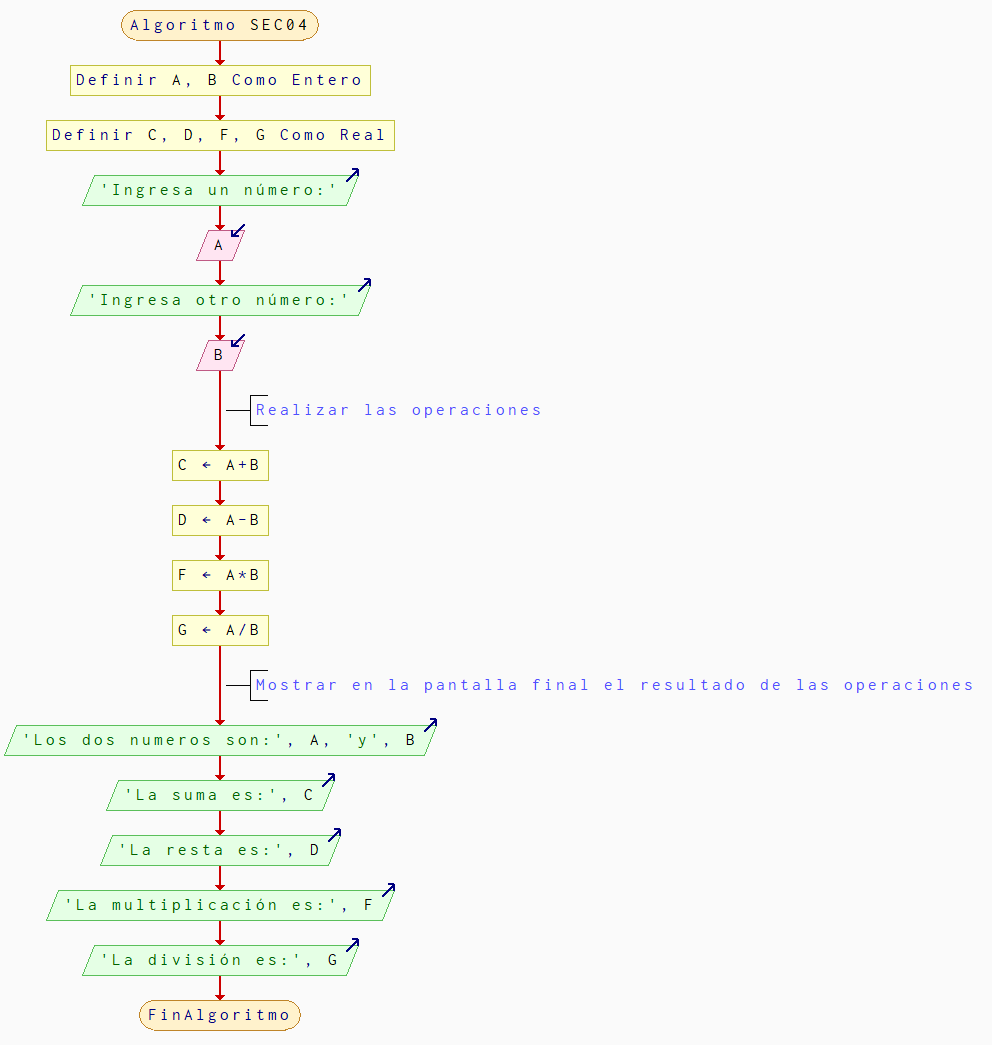 Algoritmo SEC04
Definir A, B Como Entero
Definir C, D, F, G Como Real
'Ingresa un número:'
A
'Ingresa otro número:'
B
Realizar las operaciones
C ← A+B
D ← A-B
F ← A*B
G ← A/B
Mostrar en la pantalla final el resultado de las operaciones
'Los dos numeros son:', A, 'y', B
'La suma es:', C
'La resta es:', D
'La multiplicación es:', F
'La división es:', G
FinAlgoritmo